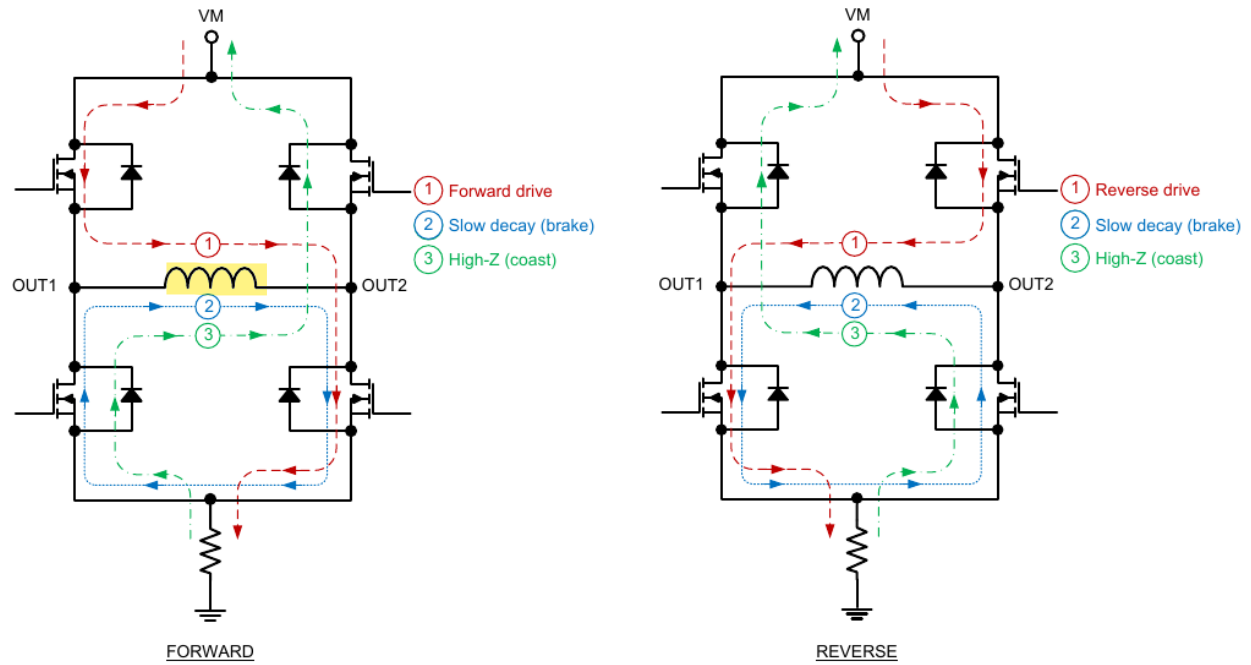 VM
1 Forward drive
2 Slow decay (brake)
3 High-Z (coast)
1
OUT1
OUT2
2
3
FORWARD
VM
1 Reverse drive
2 Slow decay (brake)
3 High-Z (coast)
1
OUT1
OUT2
2
3
REVERSE